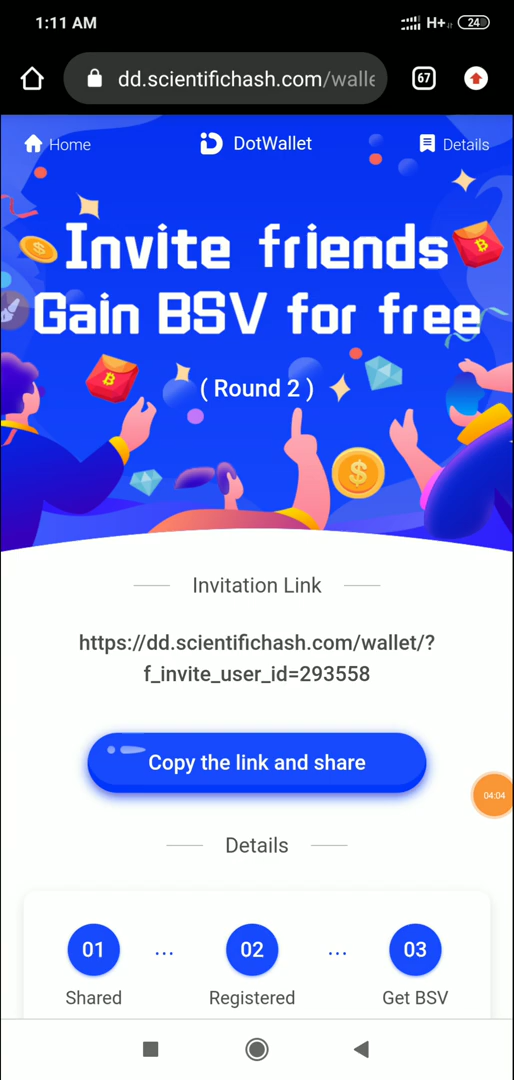 1:11 AM H+ 24
dd.scientifichash.com/walle 67
Home DotWallet Details
Invite friends
Gain BSV for free
( Round 2 )
Invitation Link
https://dd.scientifichash.com/wallet/?
f_invite_user_id=293558
Copy the link and share
04:04
Details
01 ... 02 ... 03
Shared Registered Get BSV